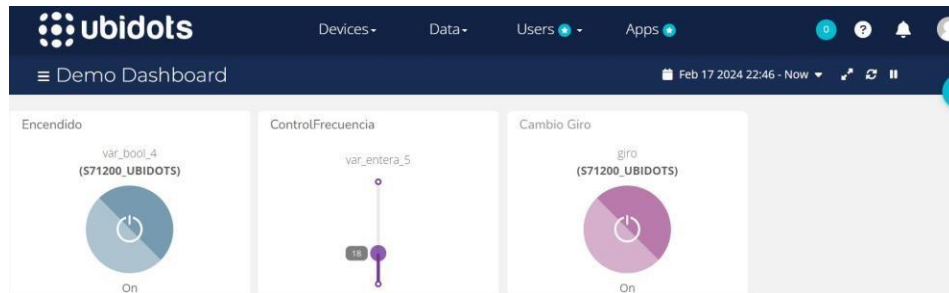 ubidots Devices Data Users Apps 0 ?
Demo Dashboard Feb 17 2024 22:46 - Now
Encendido ControlFrecuencia Cambio Giro
var_bool_4 var_entera_5 giro
(S71200_UBIDOTS) (S71200_UBIDOTS)
18
On On